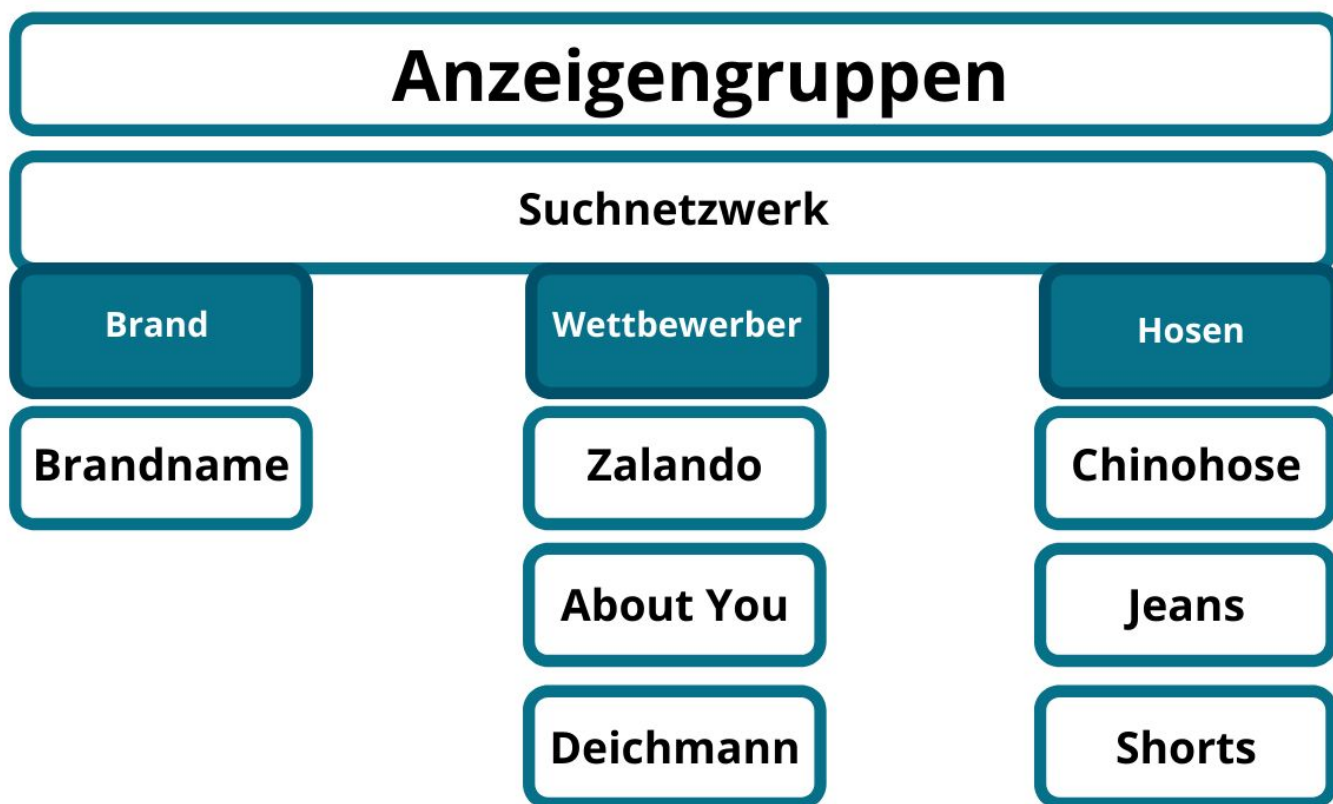 Anzeigengruppen
Suchnetzwerk
Brand
Wettbewerber
Hosen
Brandname
Zalando
Chinohose
About You
Jeans
Deichmann
Shorts